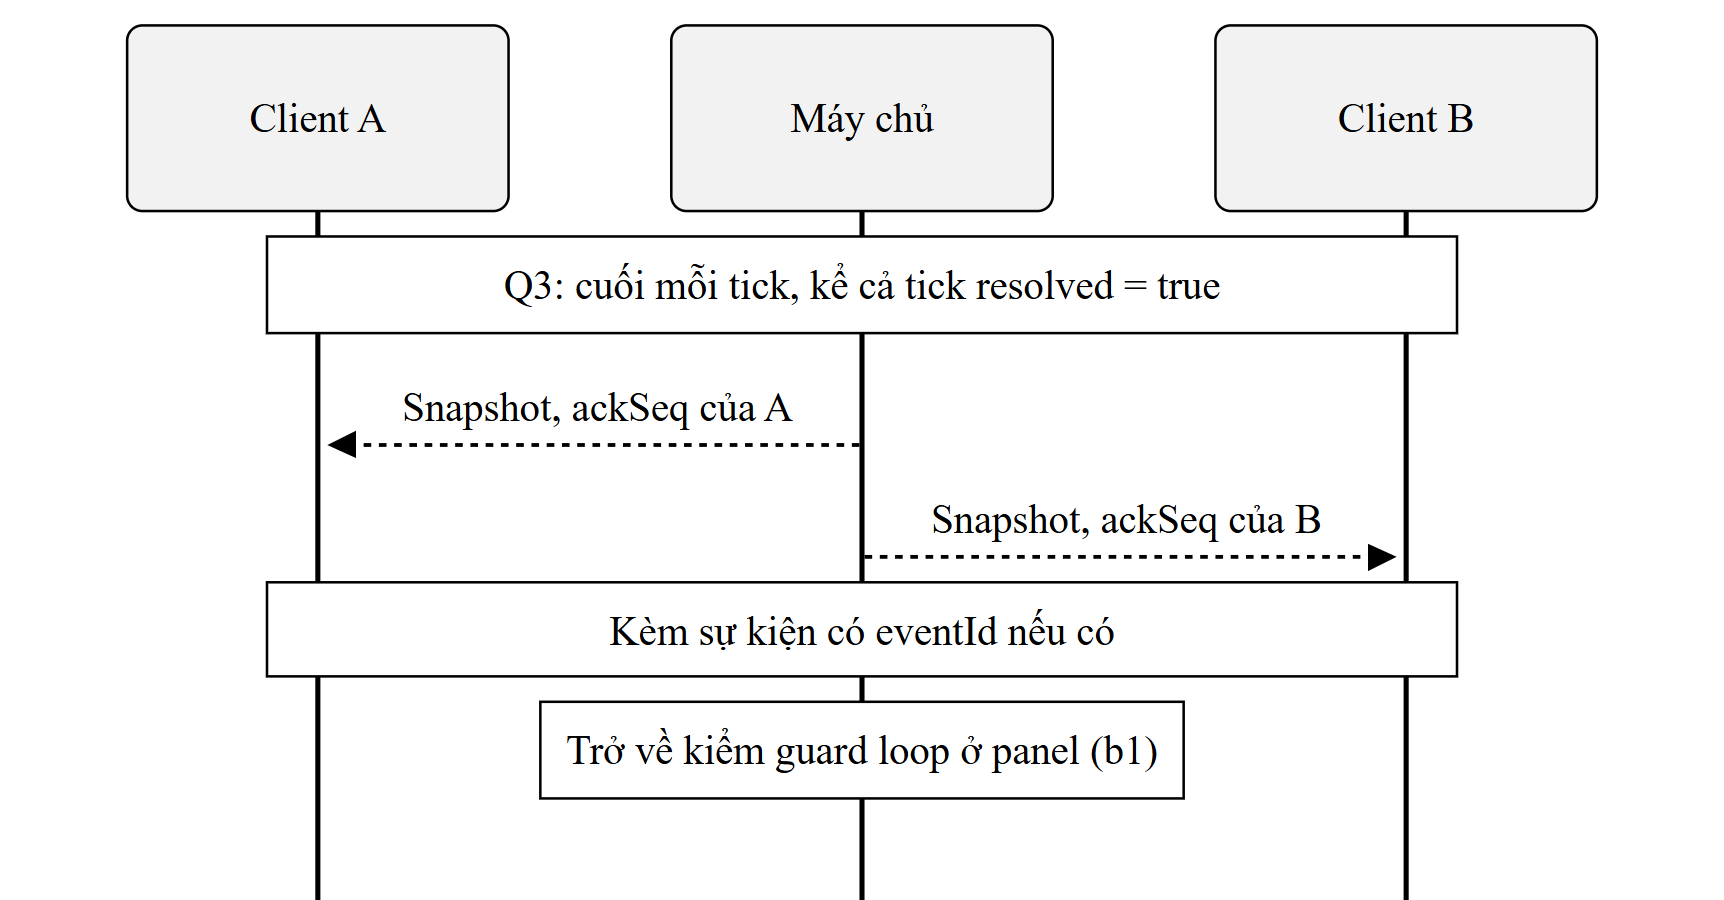 Client A
Máy chủ
Client B
Q3: cuối mỗi tick, kể cả tick resolved = true
Snapshot, ackSeq của A
Snapshot, ackSeq của B
Kèm sự kiện có eventId nếu có
Trở về kiểm guard loop ở panel (b1)